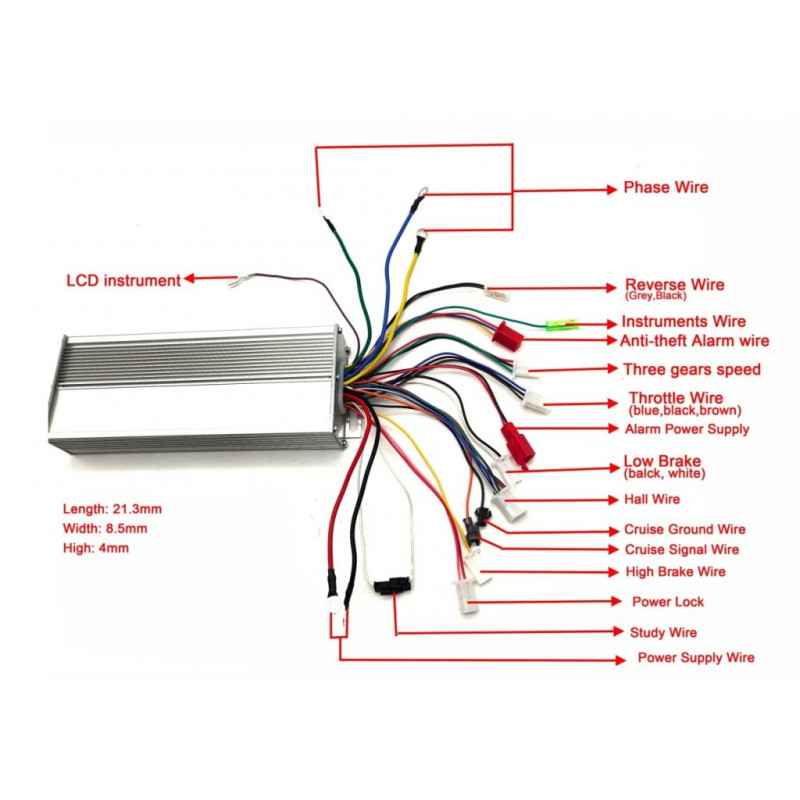 Phase Wire
LCD instrument
Reverse Wire
(Grey,Black)
Instruments Wire
Anti-theft Alarm wire
Three gears speed
Throttle Wire
(blue,black,brown)
Alarm Power Supply
Low Brake
(balck, white)
Hall Wire
Length: 21.3mm
Width: 8.5mm
High: 4mm
Cruise Ground Wire
Cruise Signal Wire
High Brake Wire
Power Lock
Study Wire
Power Supply Wire